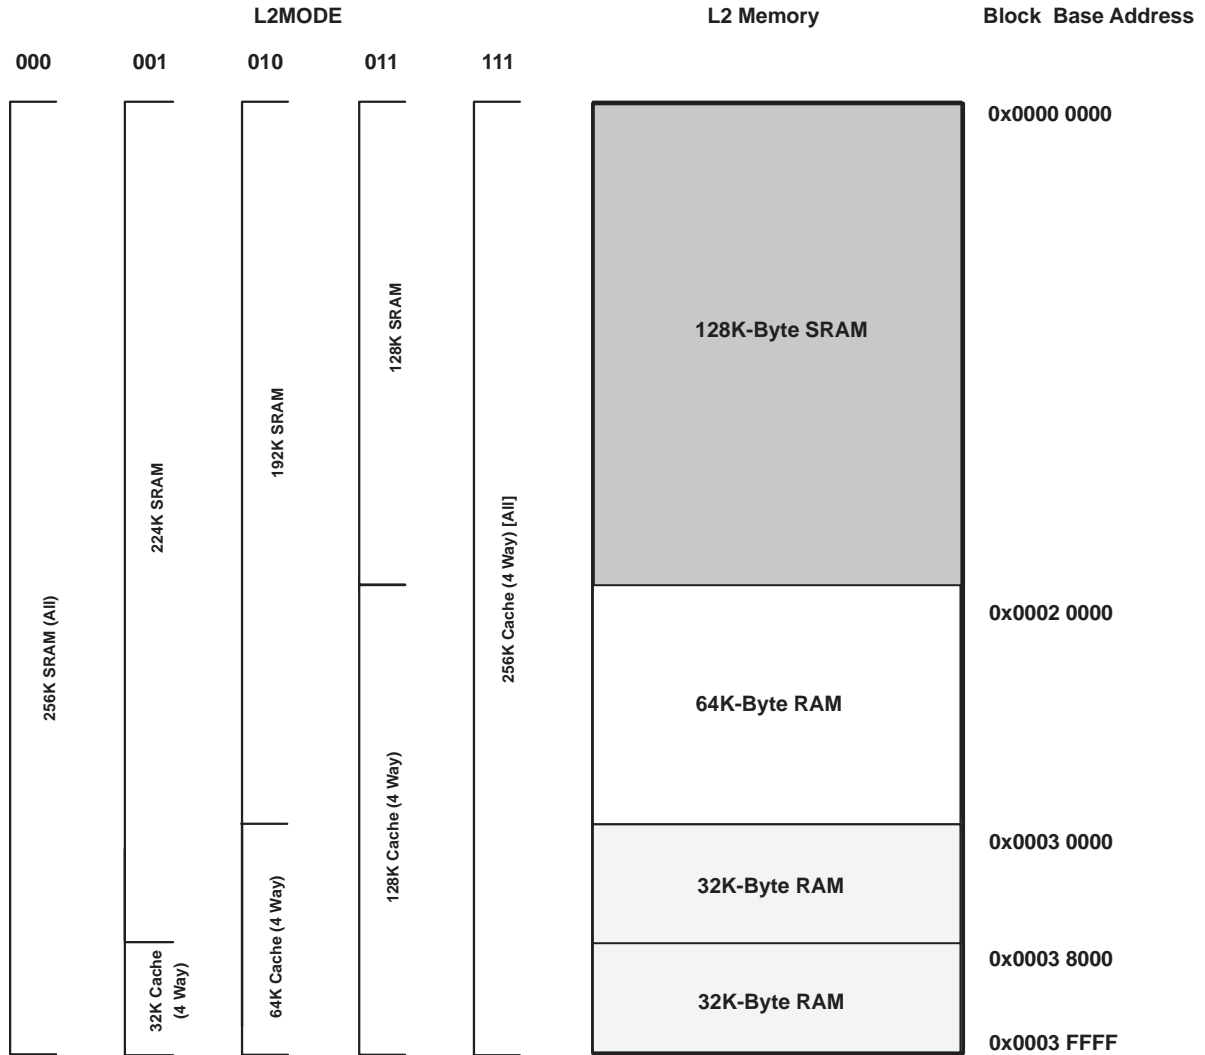 L2MODE
L2 Memory
Block Base Address
000
001
010
011
111
0x0000 0000
128K SRAM
128K-Byte SRAM
192K SRAM
224K SRAM
256K Cache (4 Way) [All]
256K SRAM (All)
0x0002 0000
64K-Byte RAM
128K Cache (4 Way)
0x0003 0000
32K-Byte RAM
64K Cache (4 Way)
0x0003 8000
32K Cache
(4 Way)
32K-Byte RAM
0x0003 FFFF